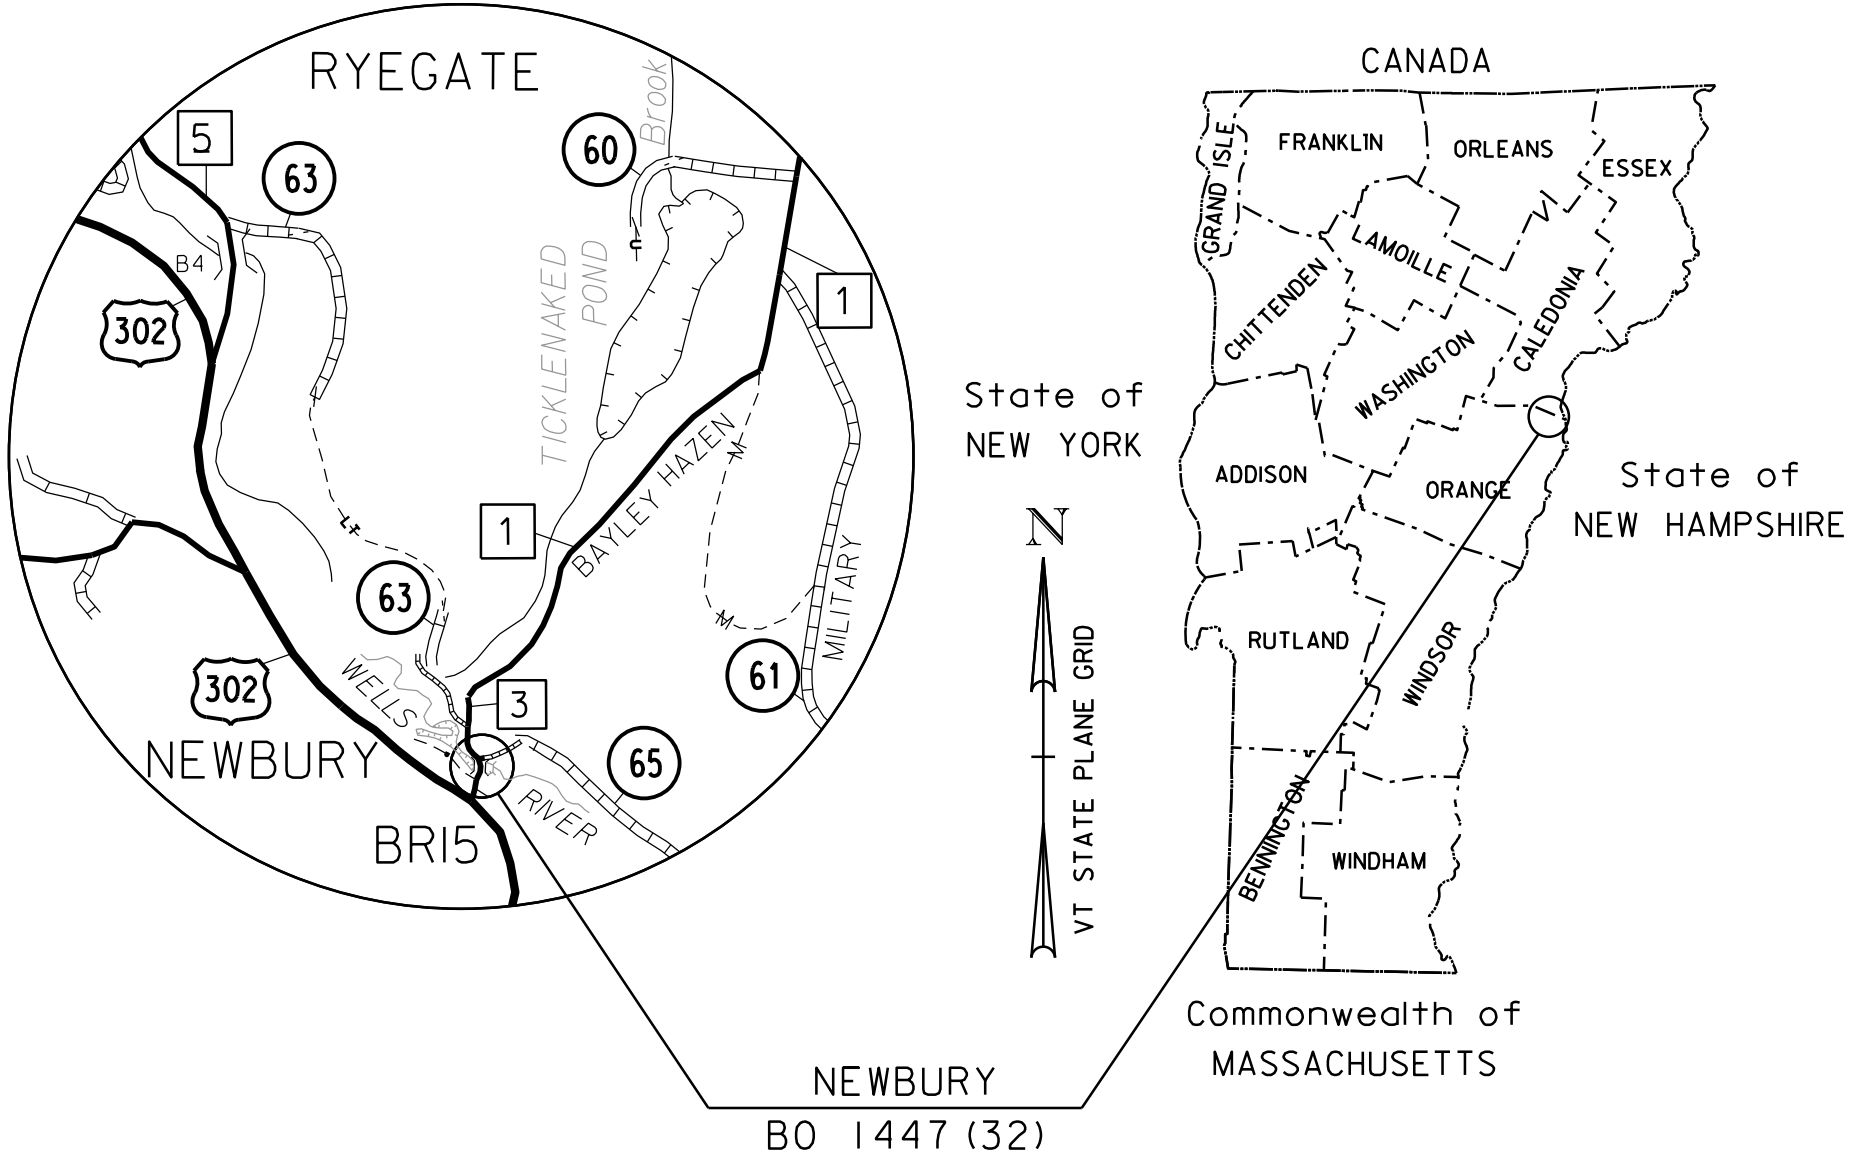 RYEGATE
Brook
5
63
60
TICKLENAKED
POND
B4
302
1
BAYLEY HAZEN
M
LT
1
63
M
MILITARY
61
302
WELLS
3
NEWBURY
65
RIVER
BR15
CANADA
GRAND ISLE
FRANKLIN
ORLEANS
ESSEX
LAMOILLE
CHITTENDEN
CALEDONIA
WASHINGTON
State of
NEW YORK
ADDISON
ORANGE
State of
NEW HAMPSHIRE
N
RUTLAND
WINDSOR
VT STATE PLANE GRID
BENNINGTON
WINDHAM
Commonwealth of
MASSACHUSETTS
NEWBURY
BO 1447 (32)